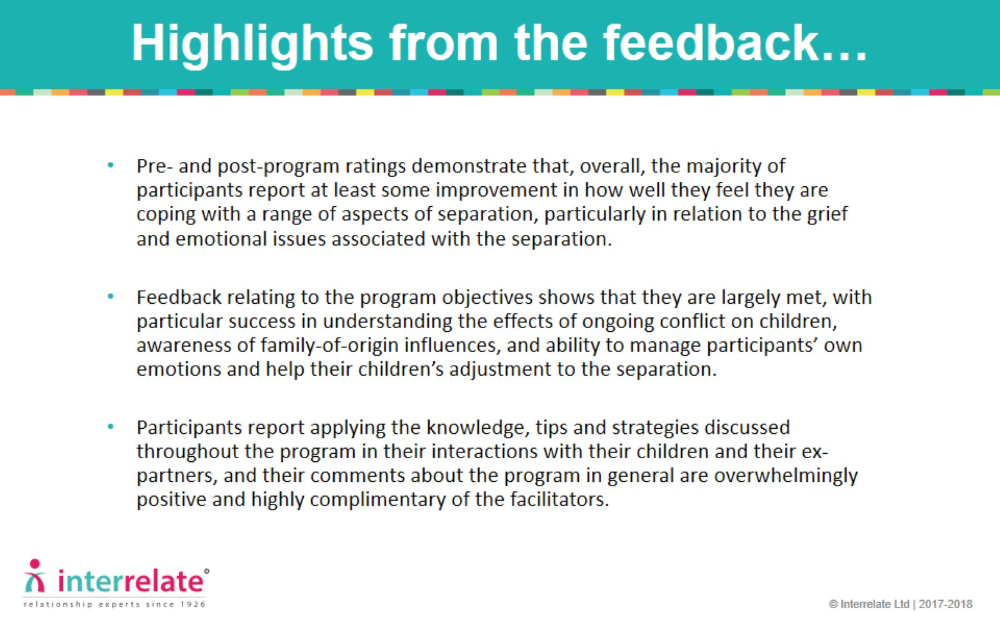 Highlights from the feedback…
• Pre- and post-program ratings demonstrate that, overall, the majority of
participants report at least some improvement in how well they feel they are
coping with a range of aspects of separation, particularly in relation to the grief
and emotional issues associated with the separation.
• Feedback relating to the program objectives shows that they are largely met, with
particular success in understanding the effects of ongoing conflict on children,
awareness of family-of-origin influences, and ability to manage participants’ own
emotions and help their children’s adjustment to the separation.
• Participants report applying the knowledge, tips and strategies discussed
throughout the program in their interactions with their children and their ex-
partners, and their comments about the program in general are overwhelmingly
positive and highly complimentary of the facilitators.
interrelate®
relationship experts since 1926
© Interrelate Ltd | 2017-2018